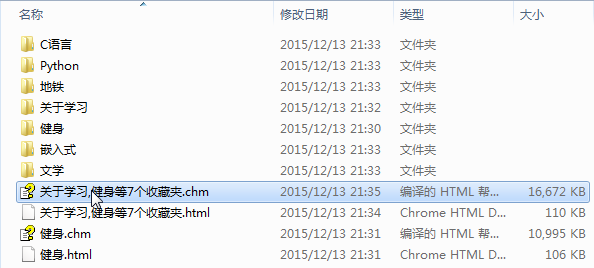 名称 修改日期 类型 大小
C语言 2015/12/13 21:33 文件夹
Python 2015/12/13 21:33 文件夹
地铁 2015/12/13 21:33 文件夹
关于学习 2015/12/13 21:32 文件夹
健身 2015/12/13 21:30 文件夹
嵌入式 2015/12/13 21:33 文件夹
文学 2015/12/13 21:33 文件夹
关于学习,健身等7个收藏夹.chm 2015/12/13 21:35 编译的 HTML 帮... 16,672 KB
关于学习,健身等7个收藏夹.html 2015/12/13 21:34 Chrome HTML D... 110 KB
健身.chm 2015/12/13 21:31 编译的 HTML 帮... 10,995 KB
健身.html 2015/12/13 21:31 Chrome HTML D... 106 KB